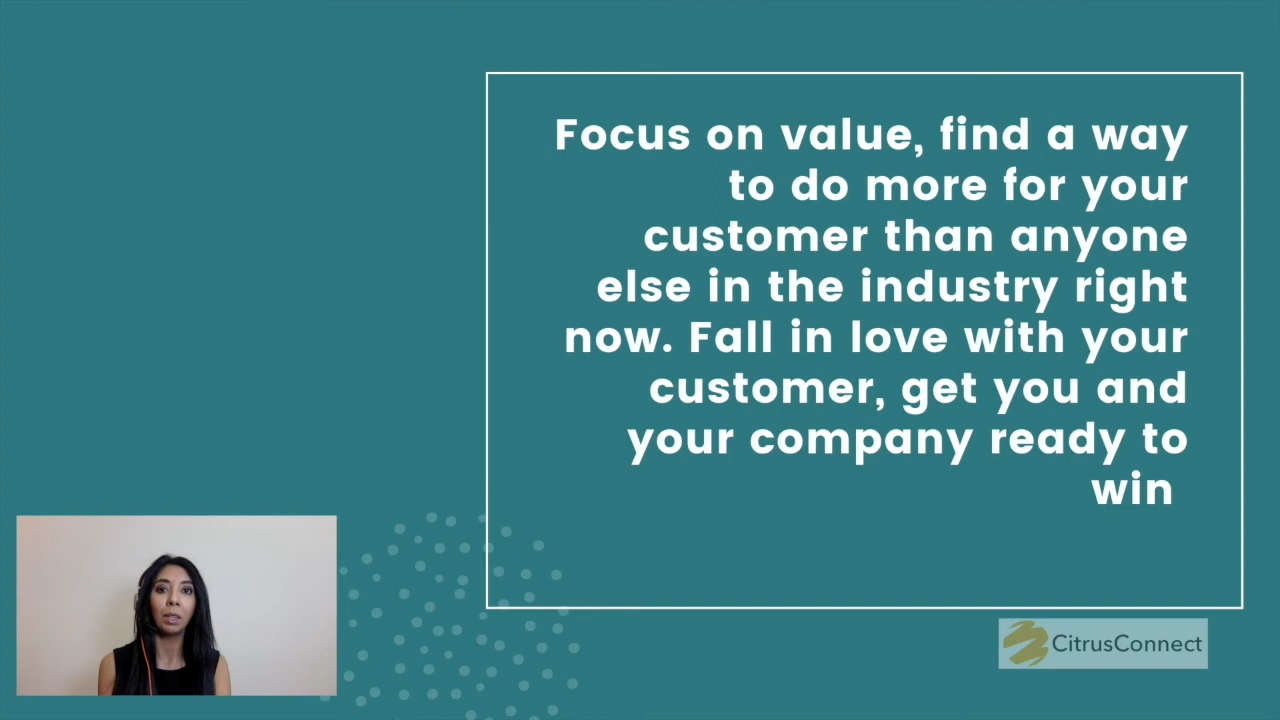 Focus on value, find a way
to do more for your
customer than anyone
else in the industry right
now. Fall in love with your
customer, get you and
your company ready to
win
CitrusConnect